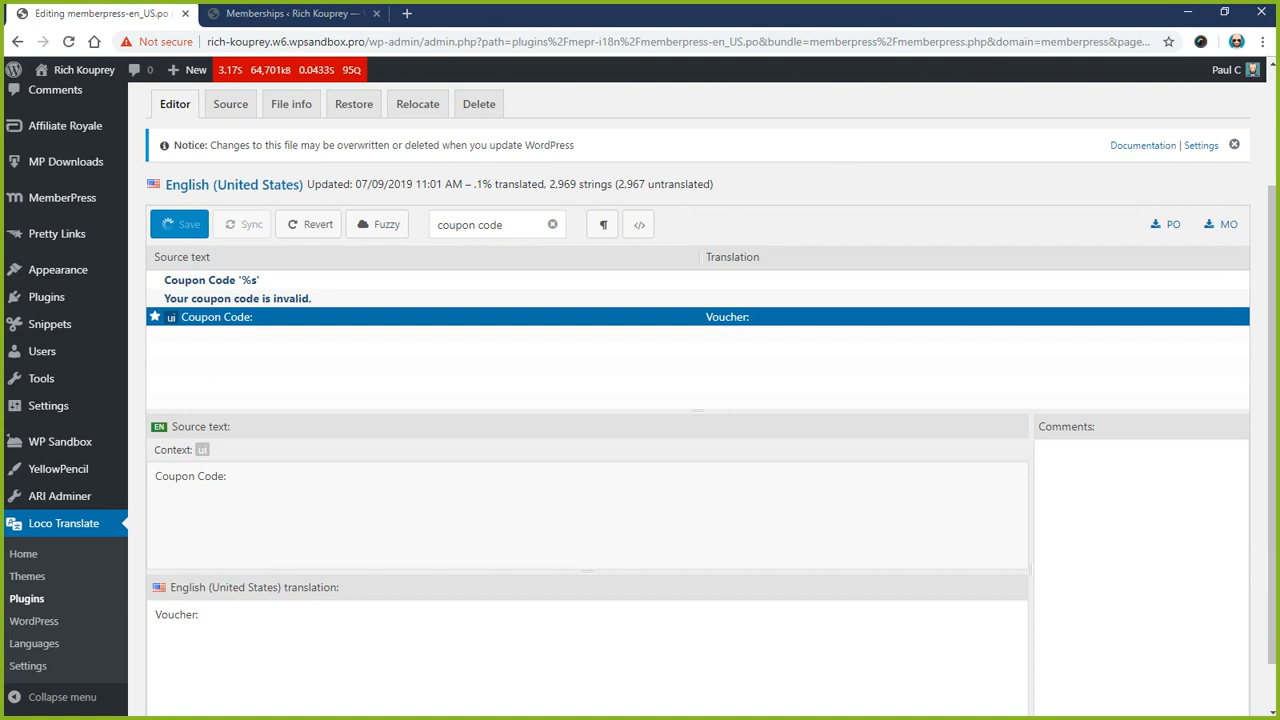 Editing memberpress-en_US.po
Memberships ‹ Rich Kouprey —
Not secure
rich-kouprey.w6.wpsandbox.pro/wp-admin/admin.php?path=plugins%2Fmepr-i18n%2Fmemberpress-en_US.po&bundle=memberpress%2Fmemberpress.php&domain=memberpress&page...
Rich Kouprey
0
New
3.17S 64,701kB 0.0433S 95Q
Paul C
Comments
Affiliate Royale
MP Downloads
MemberPress
Pretty Links
Appearance
Plugins
Snippets
Users
Tools
Settings
WP Sandbox
YellowPencil
ARI Adminer
Loco Translate
Home
Themes
Plugins
WordPress
Languages
Settings
Collapse menu
Editor Source File info Restore Relocate Delete
Notice: Changes to this file may be overwritten or deleted when you update WordPress
Documentation | Settings
English (United States) Updated: 07/09/2019 11:01 AM – .1% translated, 2,969 strings (2,967 untranslated)
Save Sync Revert Fuzzy coupon code ¶ </> PO MO
Source text Translation
Coupon Code '%s'
Your coupon code is invalid.
ui Coupon Code: Voucher:
EN Source text:
Context: ui
Coupon Code:
Comments:
English (United States) translation:
Voucher: